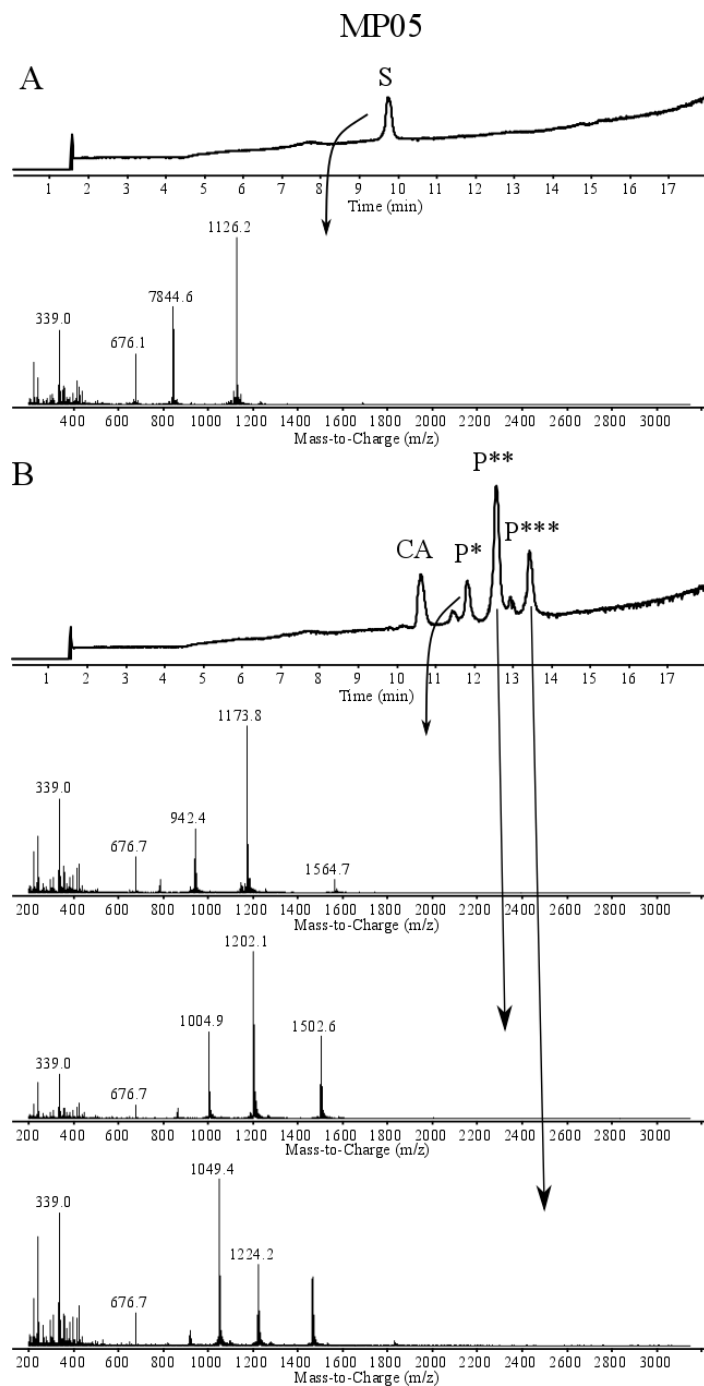 MP05
A
S
1 2 3 4 5 6 7 8 9 10 11 12 13 14 15 16 17
Time (min)
1126.2
7844.6
339.0
676.1
400 600 800 1000 1200 1400 1600 1800 2000 2200 2400 2600 2800 3000
Mass-to-Charge (m/z)
B
P**
P***
CA
P*
1 2 3 4 5 6 7 8 9 10 11 12 13 14 15 16 17
Time (min)
1173.8
339.0
942.4
676.7
1564.7
200 400 600 800 1000 1200 1400 1600 1800 2000 2200 2400 2600 2800 3000
Mass-to-Charge (m/z)
1202.1
1004.9
1502.6
339.0
676.7
200 400 600 800 1000 1200 1400 1600 1800 2000 2200 2400 2600 2800 3000
Mass-to-Charge (m/z)
1049.4
339.0
1224.2
676.7
200 400 600 800 1000 1200 1400 1600 1800 2000 2200 2400 2600 2800 3000
Mass-to-Charge (m/z)